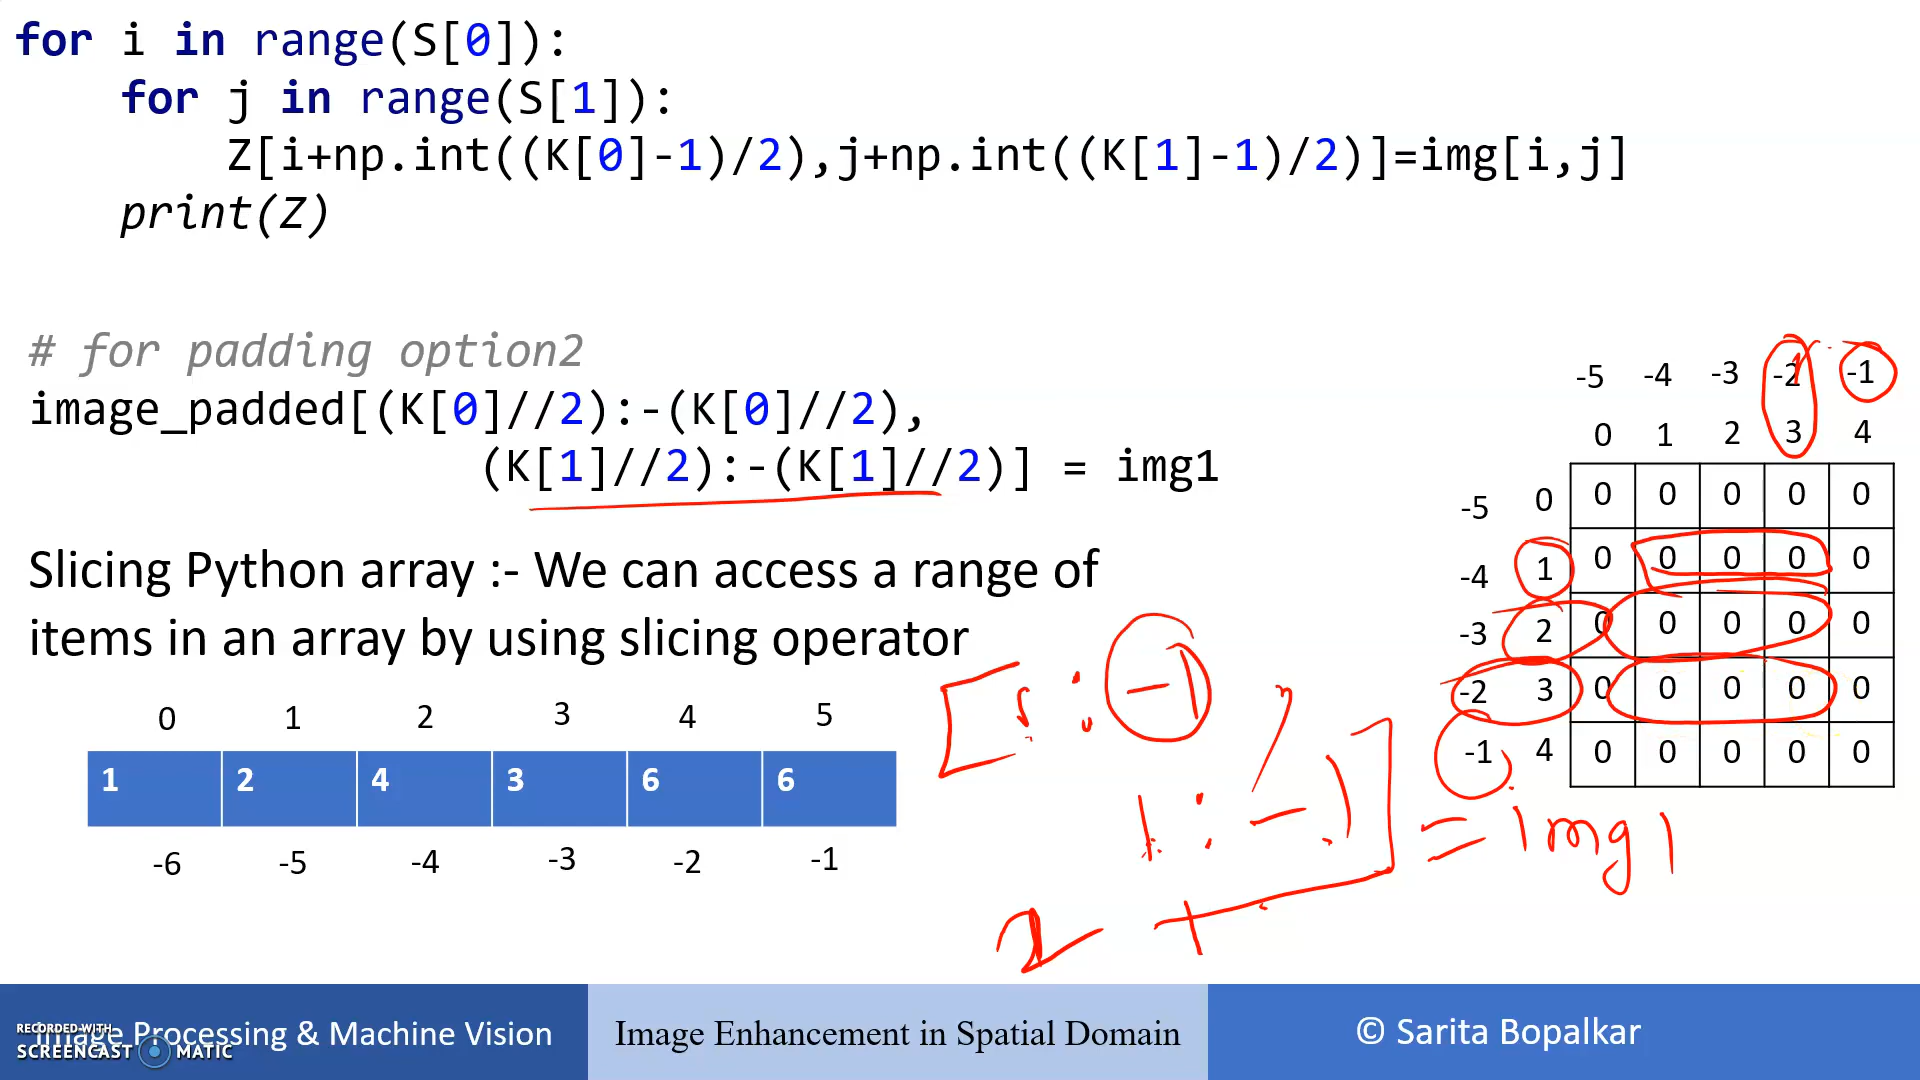 for i in range(S[0]):
for j in range(S[1]):
Z[i+np.int((K[0]-1)/2),j+np.int((K[1]-1)/2)]=img[i,j]
print(Z)
# for padding option2
image_padded[(K[0]//2):-(K[0]//2),
(K[1]//2):-(K[1]//2)] = img1
Slicing Python array :- We can access a range of
items in an array by using slicing operator
0 1 2 3 4 5
1 2 4 3 6 6
-6 -5 -4 -3 -2 -1
[ : -1
1 : -1] = img1
-5 -4 -3 -2 -1
0 1 2 3 4
-5 0 0 0 0 0 0
-4 1 0 0 0 0 0
-3 2 0 0 0 0 0
-2 3 0 0 0 0 0
-1 4 0 0 0 0 0
Image Processing & Machine Vision
Image Enhancement in Spatial Domain
© Sarita Bopalkar
RECORDED WITH
SCREENCAST MATIC